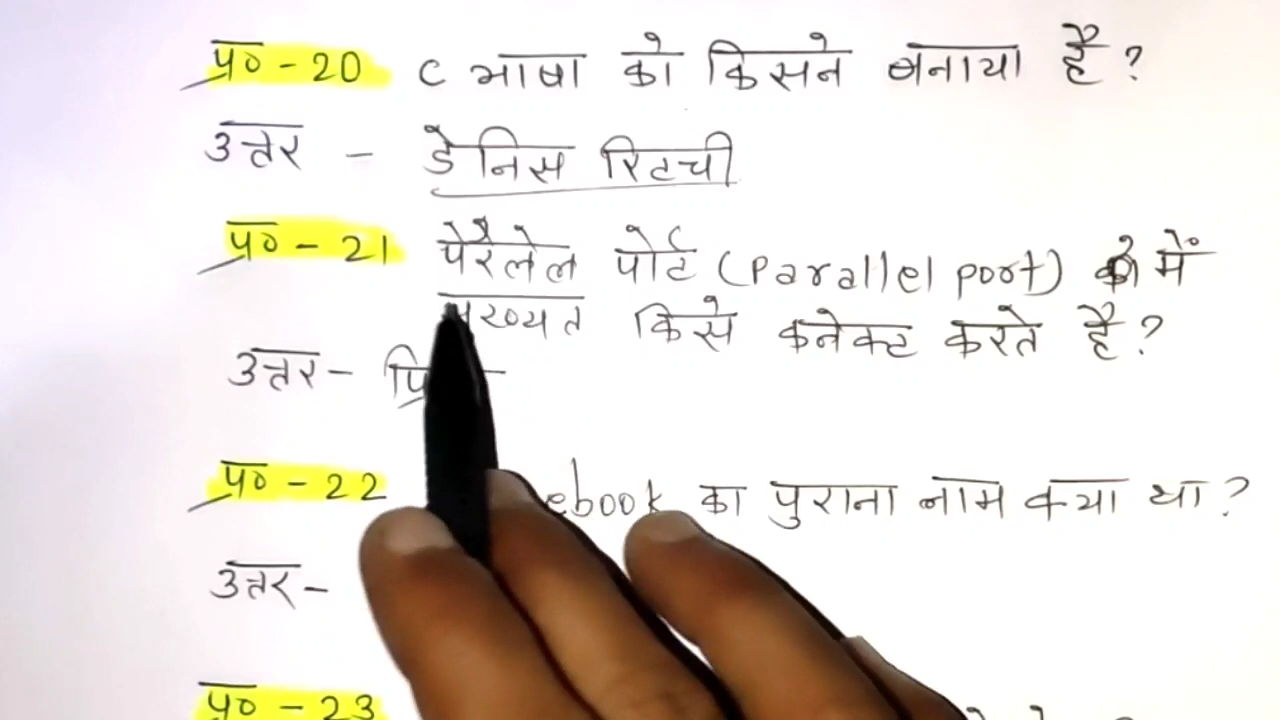 प्र० - 20 C भाषा को किसने बनाया है ?
उत्तर - डेनिस रिटची
प्र० - 21 पेरैलेल पोर्ट (Parallel port) में
मुख्यत किसे कनेक्ट करते है ?
उत्तर -
प्र० - 22 का पुराना नाम क्या था ?
उत्तर -
प्र० - 23